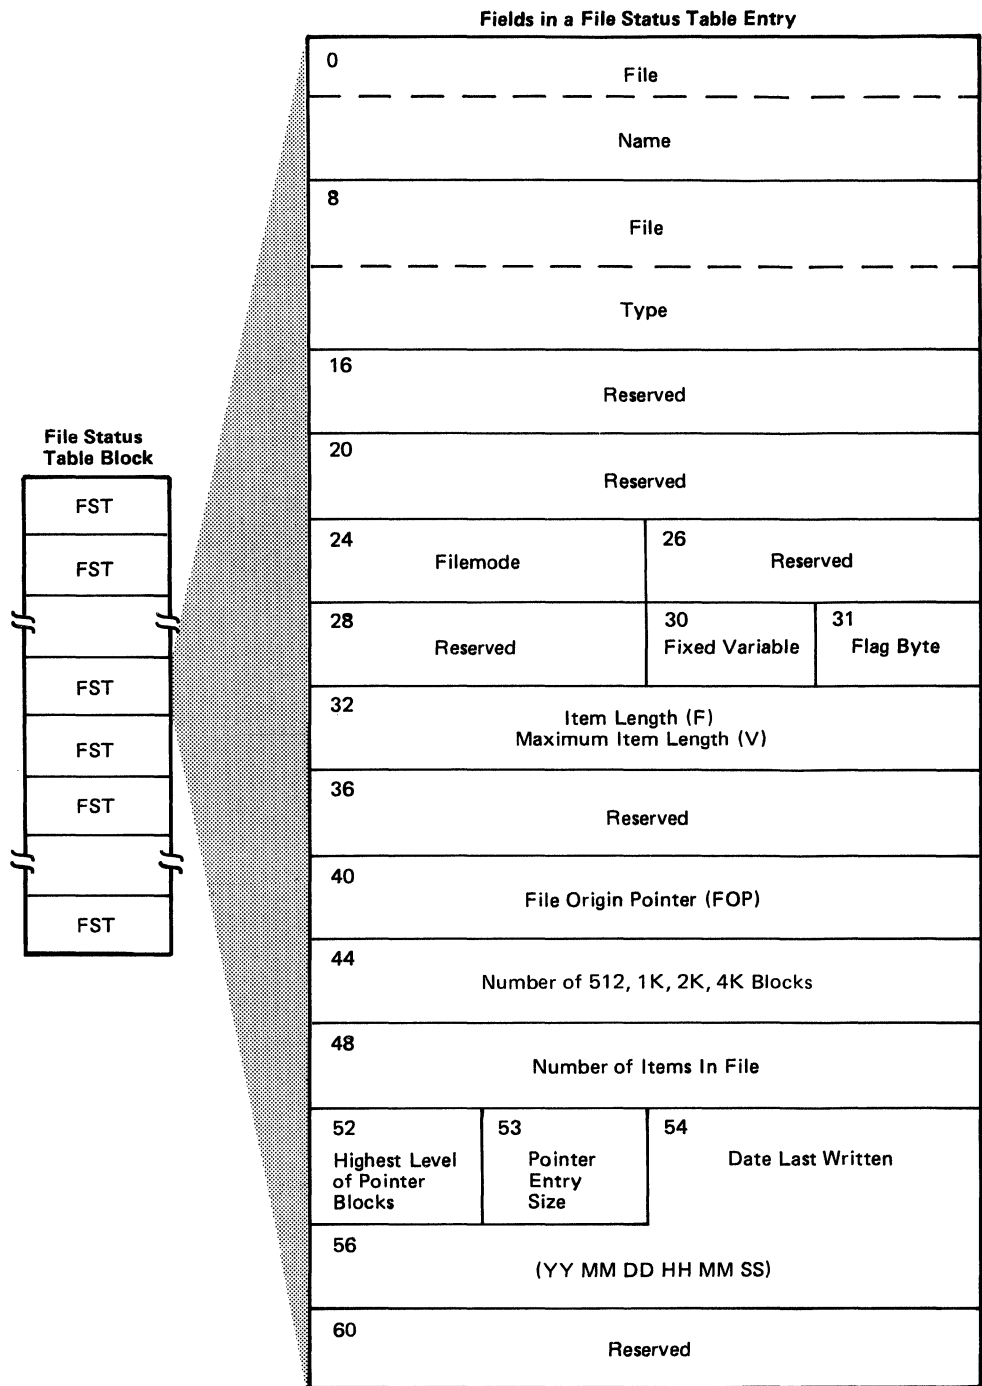 Fields in a File Status Table Entry
0
File
Name
8
File
Type
16
Reserved
20
Reserved
File Status
Table Block
FST
FST
FST
FST
FST
FST
24
Filemode
26
Reserved
28
Reserved
30
Fixed Variable
31
Flag Byte
32
Item Length (F)
Maximum Item Length (V)
36
Reserved
40
File Origin Pointer (FOP)
44
Number of 512, 1K, 2K, 4K Blocks
48
Number of Items In File
52
Highest Level
of Pointer
Blocks
53
Pointer
Entry
Size
54
Date Last Written
56
(YY MM DD HH MM SS)
60
Reserved